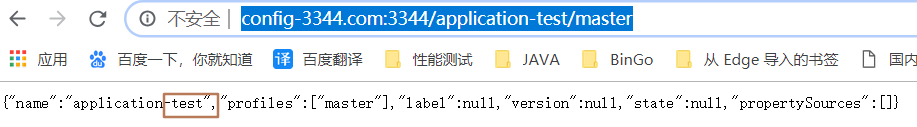 不安全 | config-3344.com:3344/application-test/master
应用 百度一下，你就知道 译 百度翻译 性能测试 JAVA BinGo 从 Edge 导入的书签 国内
{"name":"application-test","profiles":["master"],"label":null,"version":null,"state":null,"propertySources":[]}